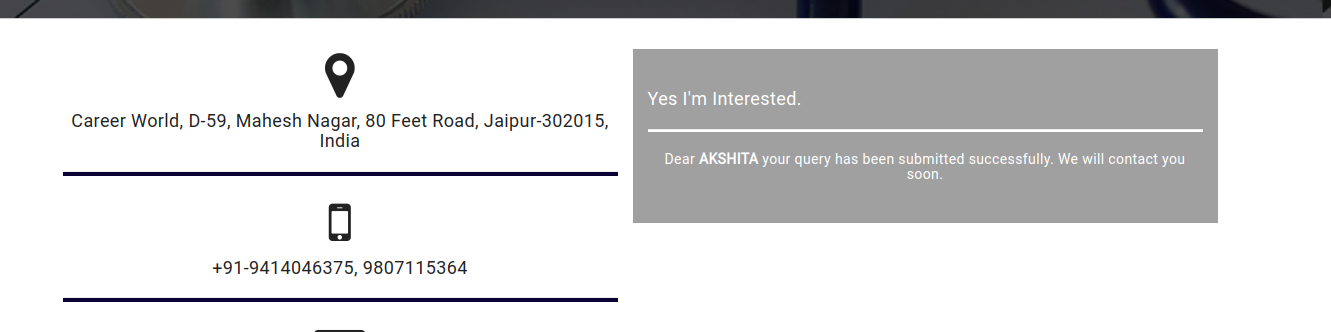 Career World, D-59, Mahesh Nagar, 80 Feet Road, Jaipur-302015,
India
+91-9414046375, 9807115364
Yes I'm Interested.
Dear AKSHITA your query has been submitted successfully. We will contact you
soon.